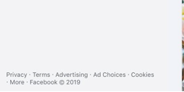 Privacy · Terms · Advertising · Ad Choices · Cookies
· More · Facebook © 2019